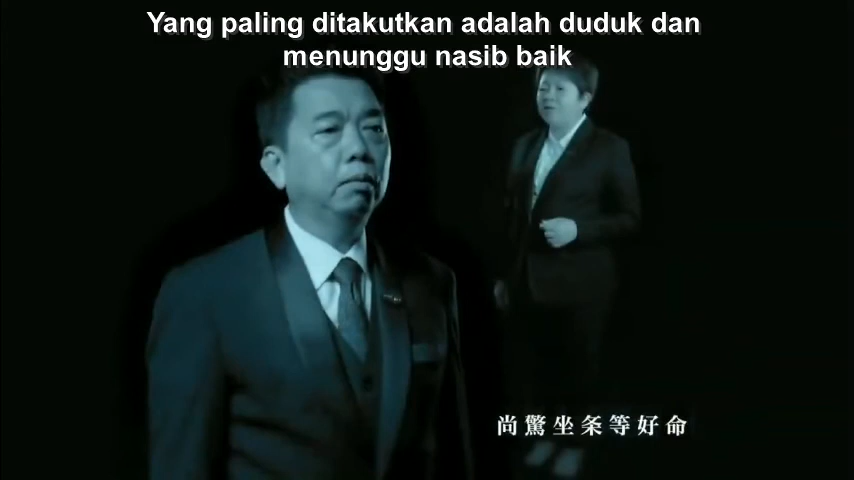 Yang paling ditakutkan adalah duduk dan
menunggu nasib baik
尚驚坐条等好命